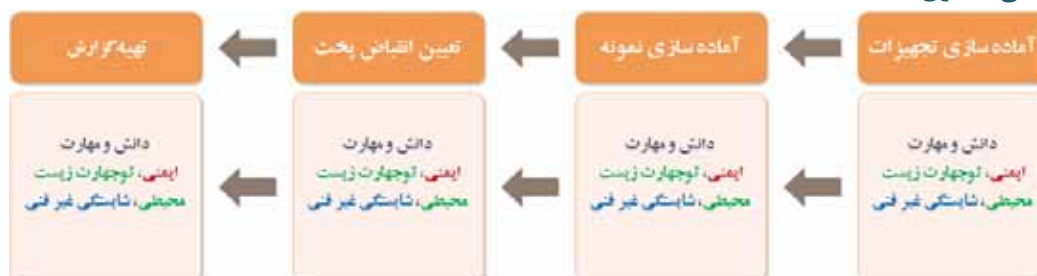 آماده سازی تجهیزات
آماده سازی نمونه
تعیین انقباض پخت
تهیه گزارش
دانش و مهارت
ایمنی، توجهات زیست
محیطی، شایستگی غیر فنی
دانش و مهارت
ایمنی، توجهات زیست
محیطی، شایستگی غیر فنی
دانش و مهارت
ایمنی، توجهات زیست
محیطی، شایستگی غیر فنی
دانش و مهارت
ایمنی، توجهات زیست
محیطی، شایستگی غیر فنی